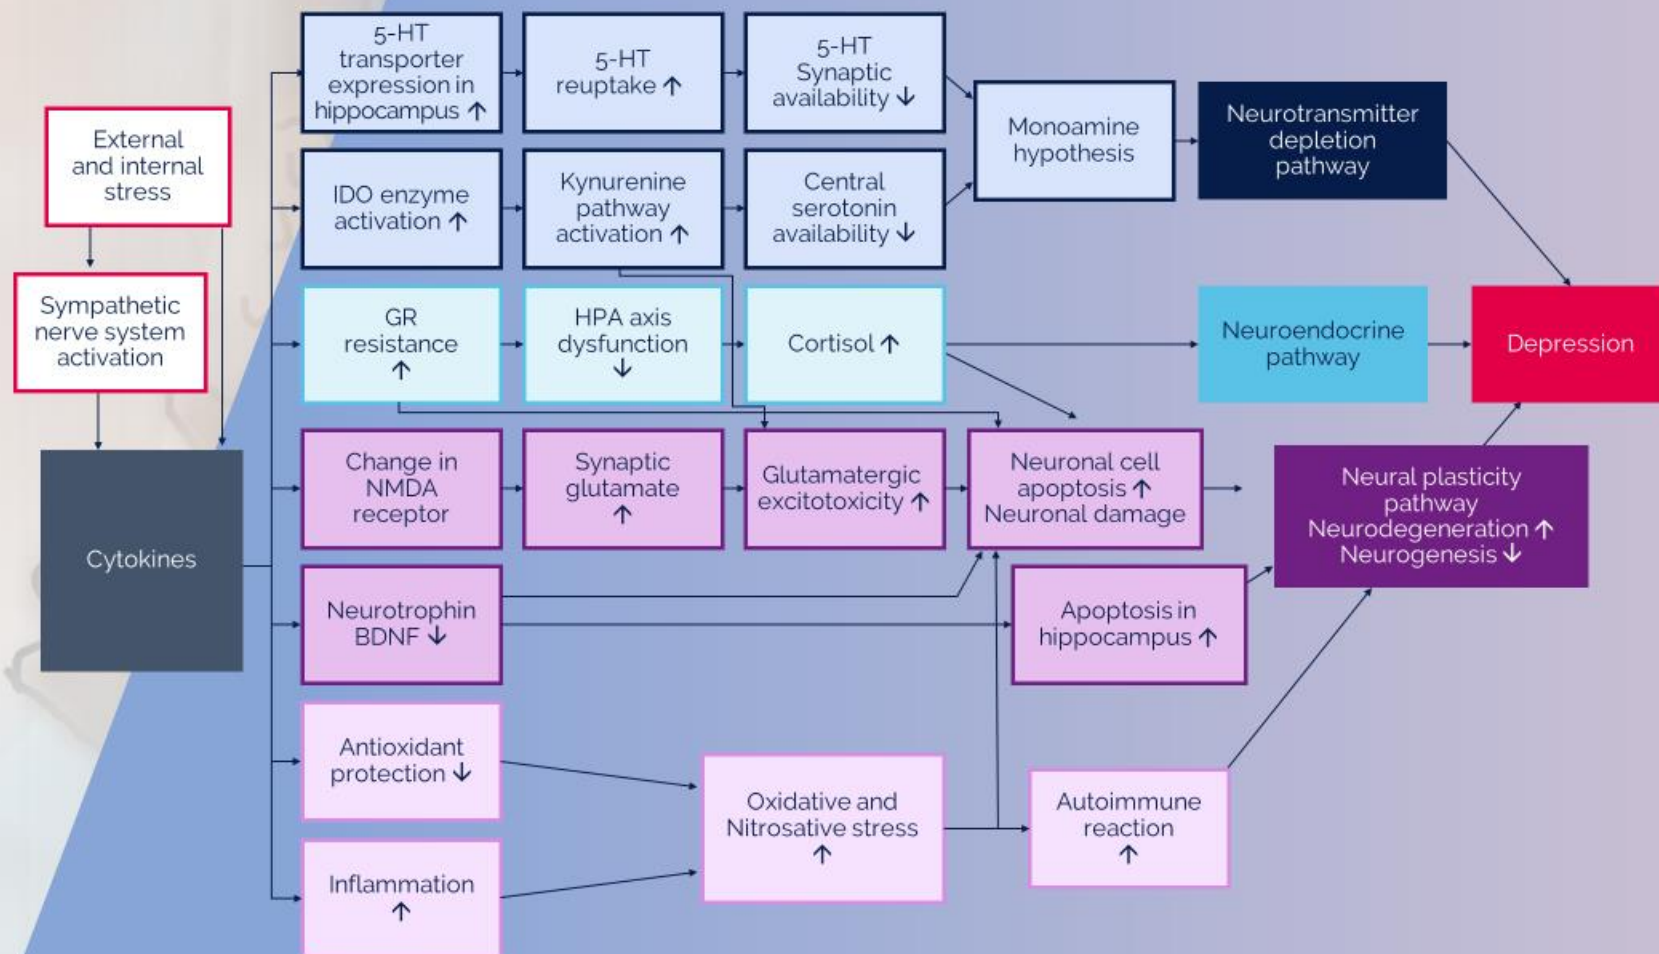 External
and internal
stress
Sympathetic
nerve system
activation
Cytokines
5-HT
transporter
expression in
hippocampus ↑
5-HT
reuptake ↑
5-HT
Synaptic
availability ↓
IDO enzyme
activation ↑
Kynurenine
pathway
activation ↑
Central
serotonin
availability ↓
Monoamine
hypothesis
Neurotransmitter
depletion
pathway
GR
resistance
↑
HPA axis
dysfunction
↓
Cortisol ↑
Neuroendocrine
pathway
Depression
Change in
NMDA
receptor
Synaptic
glutamate
↑
Glutamatergic
excitotoxicity ↑
Neuronal cell
apoptosis ↑
Neuronal damage
Neural plasticity
pathway
Neurodegeneration ↑
Neurogenesis ↓
Neurotrophin
BDNF ↓
Apoptosis in
hippocampus ↑
Antioxidant
protection ↓
Inflammation
↑
Oxidative and
Nitrosative stress
↑
Autoimmune
reaction
↑